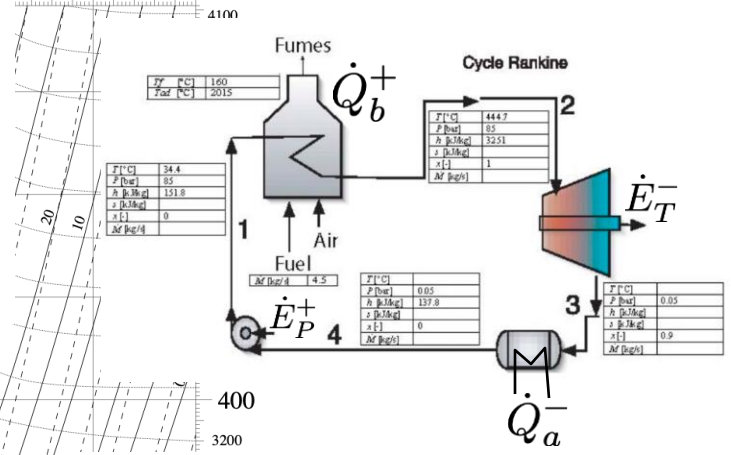 4100
Fumes
Cycle Rankine
Tf [°C] 160
Tad [°C] 2015
Q̇b+
2
T [°C] 444.7
P [bar] 85
h [kJ/kg] 3251
s [kJ/kg]
x [-] 1
M [kg/s]
T [°C] 34.4
P [bar] 85
h [kJ/kg] 151.8
s [kJ/kg]
x [-] 0
M [kg/s]
ĖT−
20
10
1
Air
Fuel
M [kg/s] 4.5
T [°C]
P [bar] 0.05
h [kJ/kg] 137.8
s [kJ/kg]
x [-] 0
M [kg/s]
3
T [°C]
P [bar] 0.05
h [kJ/kg]
s [kJ/kg]
x [-] 0.9
M [kg/s]
ĖP+
4
Q̇a−
400
3200